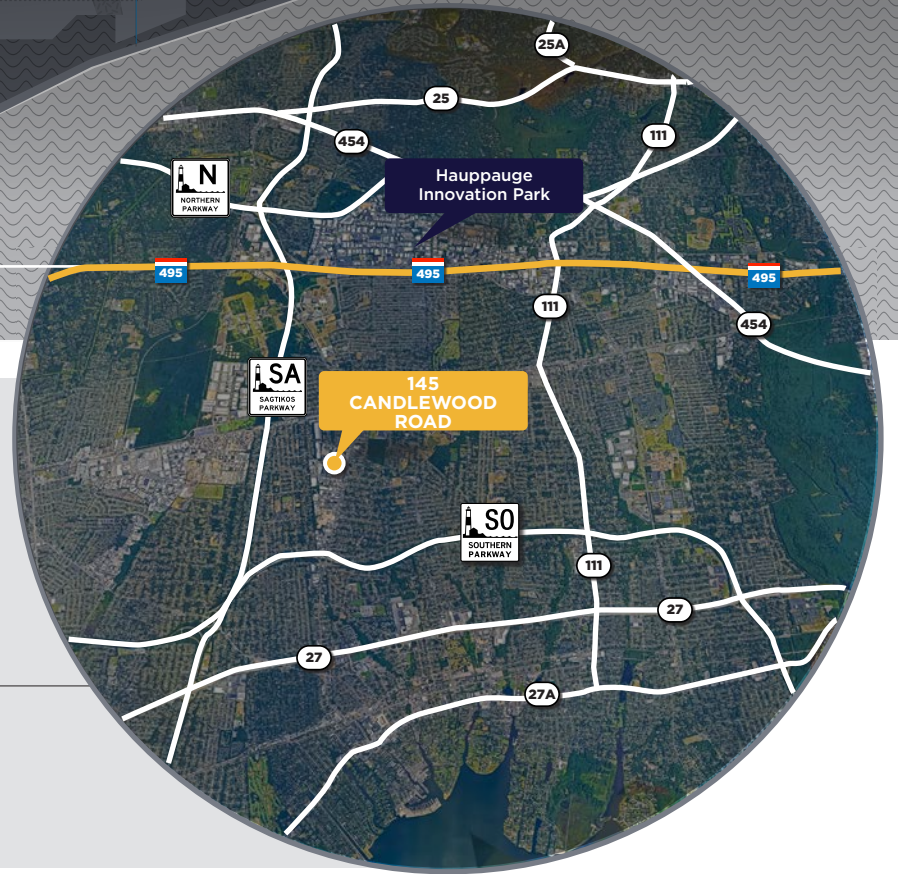 25A
25
454
111
Hauppauge
Innovation Park
N
NORTHERN
PARKWAY
495
495
495
111
454
SA
SAGTIKOS
PARKWAY
145
CANDLEWOOD
ROAD
SO
SOUTHERN
PARKWAY
111
27
27
27A